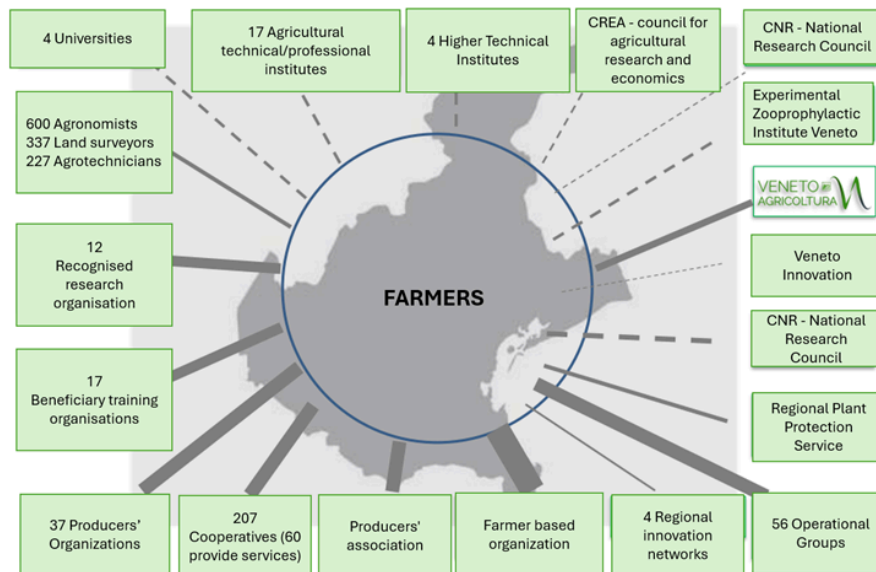 4 Universities
17 Agricultural
technical/professional
institutes
4 Higher Technical
Institutes
CREA - council for
agricultural
research and
economics
CNR - National
Research Council
600 Agronomists
337 Land surveyors
227 Agrotechnicians
Experimental
Zooprophylactic
Institute Veneto
VENETO
AGRICOLTURA
12
Recognised
research
organisation
FARMERS
Veneto
Innovation
CNR - National
Research
Council
17
Beneficiary training
organisations
Regional Plant
Protection
Service
37 Producers'
Organizations
207
Cooperatives (60
provide services)
Producers'
association
Farmer based
organization
4 Regional
innovation
networks
56 Operational
Groups